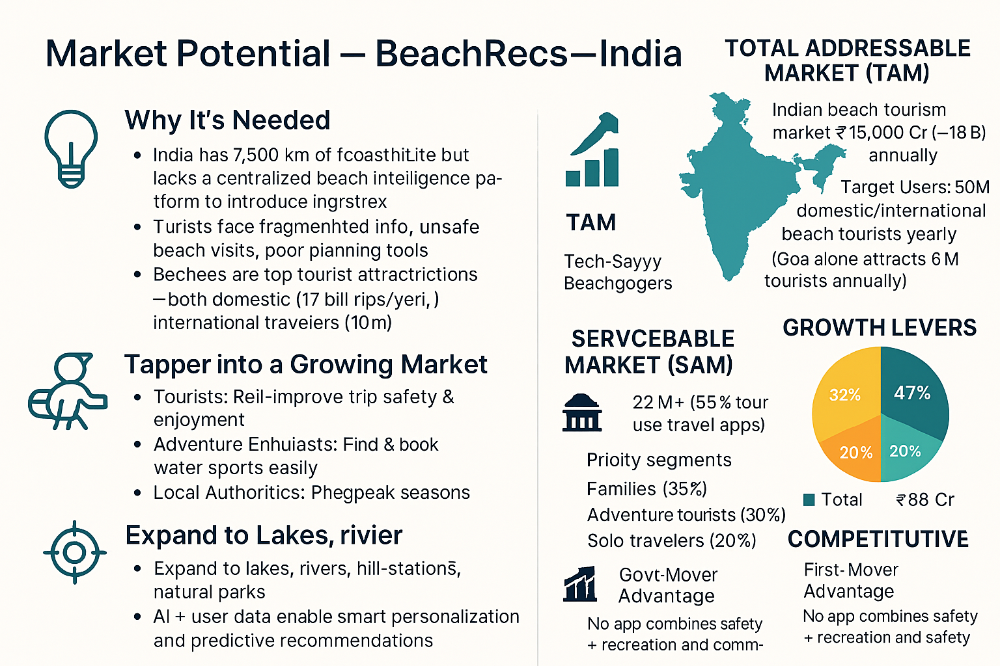 Market Potential — BeachRecs—India
Why It's Needed
• India has 7,500 km of fcoasthitLite but
lacks a centralized beach inteiligence pa-
tform to introduce ingrstrex
• Turists face fragmenhted info, unsafe
beach visits, poor pianning tools
• Bechees are top tourist attractrictions
—both domestic (17 bill rips/yeri,)
international traveiers (10 m)
Tapper into a Growing Market
• Tourists: Reil-improve trip safety &
enjoyment
• Adventure Enhuiasts: Find & book
water sports easily
• Local Authoritics: Phegpeak seasons
Expand to Lakes, rivier
• Expand to lakes, rivers, hill-stations̄,
natural parks
• AI + user data enable smart personalization
and predictive recommendations
TAM
Tech-Sayyy
Beachgogers
TOTAL ADDRESSABLE
MARKET (TAM)
Indian beach tourism
market ₹15,000 Cr (—18 B)
annually
Target Users: 50M
domestic/international
beach tourists yearly
(Goa alone attracts 6 M
tourists annually)
SERVCEBABLE
MARKET (SAM)
22 M+ (55 % tour
use travel apps)
Prioity segments
Families (35%)
Adventure tourists (30%)
Solo travelers (20%)
Govt-Mover
Advantage
No app combines safety
+ recreation and comm-
GROWTH LEVERS
32%
47%
20%
20%
Total ₹88 Cr
COMPETITUTIVE
First-Mover
Advantage
No app combines safety
+ recreation and safety